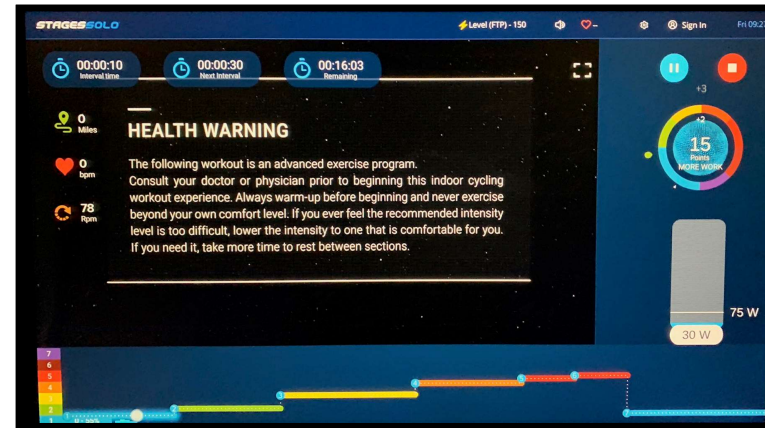 STAGESSOLO
Level (FTP) - 150
Sign In
00:00:10
Interval time
00:00:30
Next Interval
00:16:03
Remaining
+3
0
Miles
HEALTH WARNING
+2
15
Points
MORE WORK
The following workout is an advanced exercise program.
Consult your doctor or physician prior to beginning this indoor cycling
workout experience. Always warm-up before beginning and never exercise
beyond your own comfort level. If you ever feel the recommended intensity
level is too difficult, lower the intensity to one that is comfortable for you.
If you need it, take more time to rest between sections.
0
bpm
78
Rpm
75 W
30 W
7
6
5
4
3
2
1